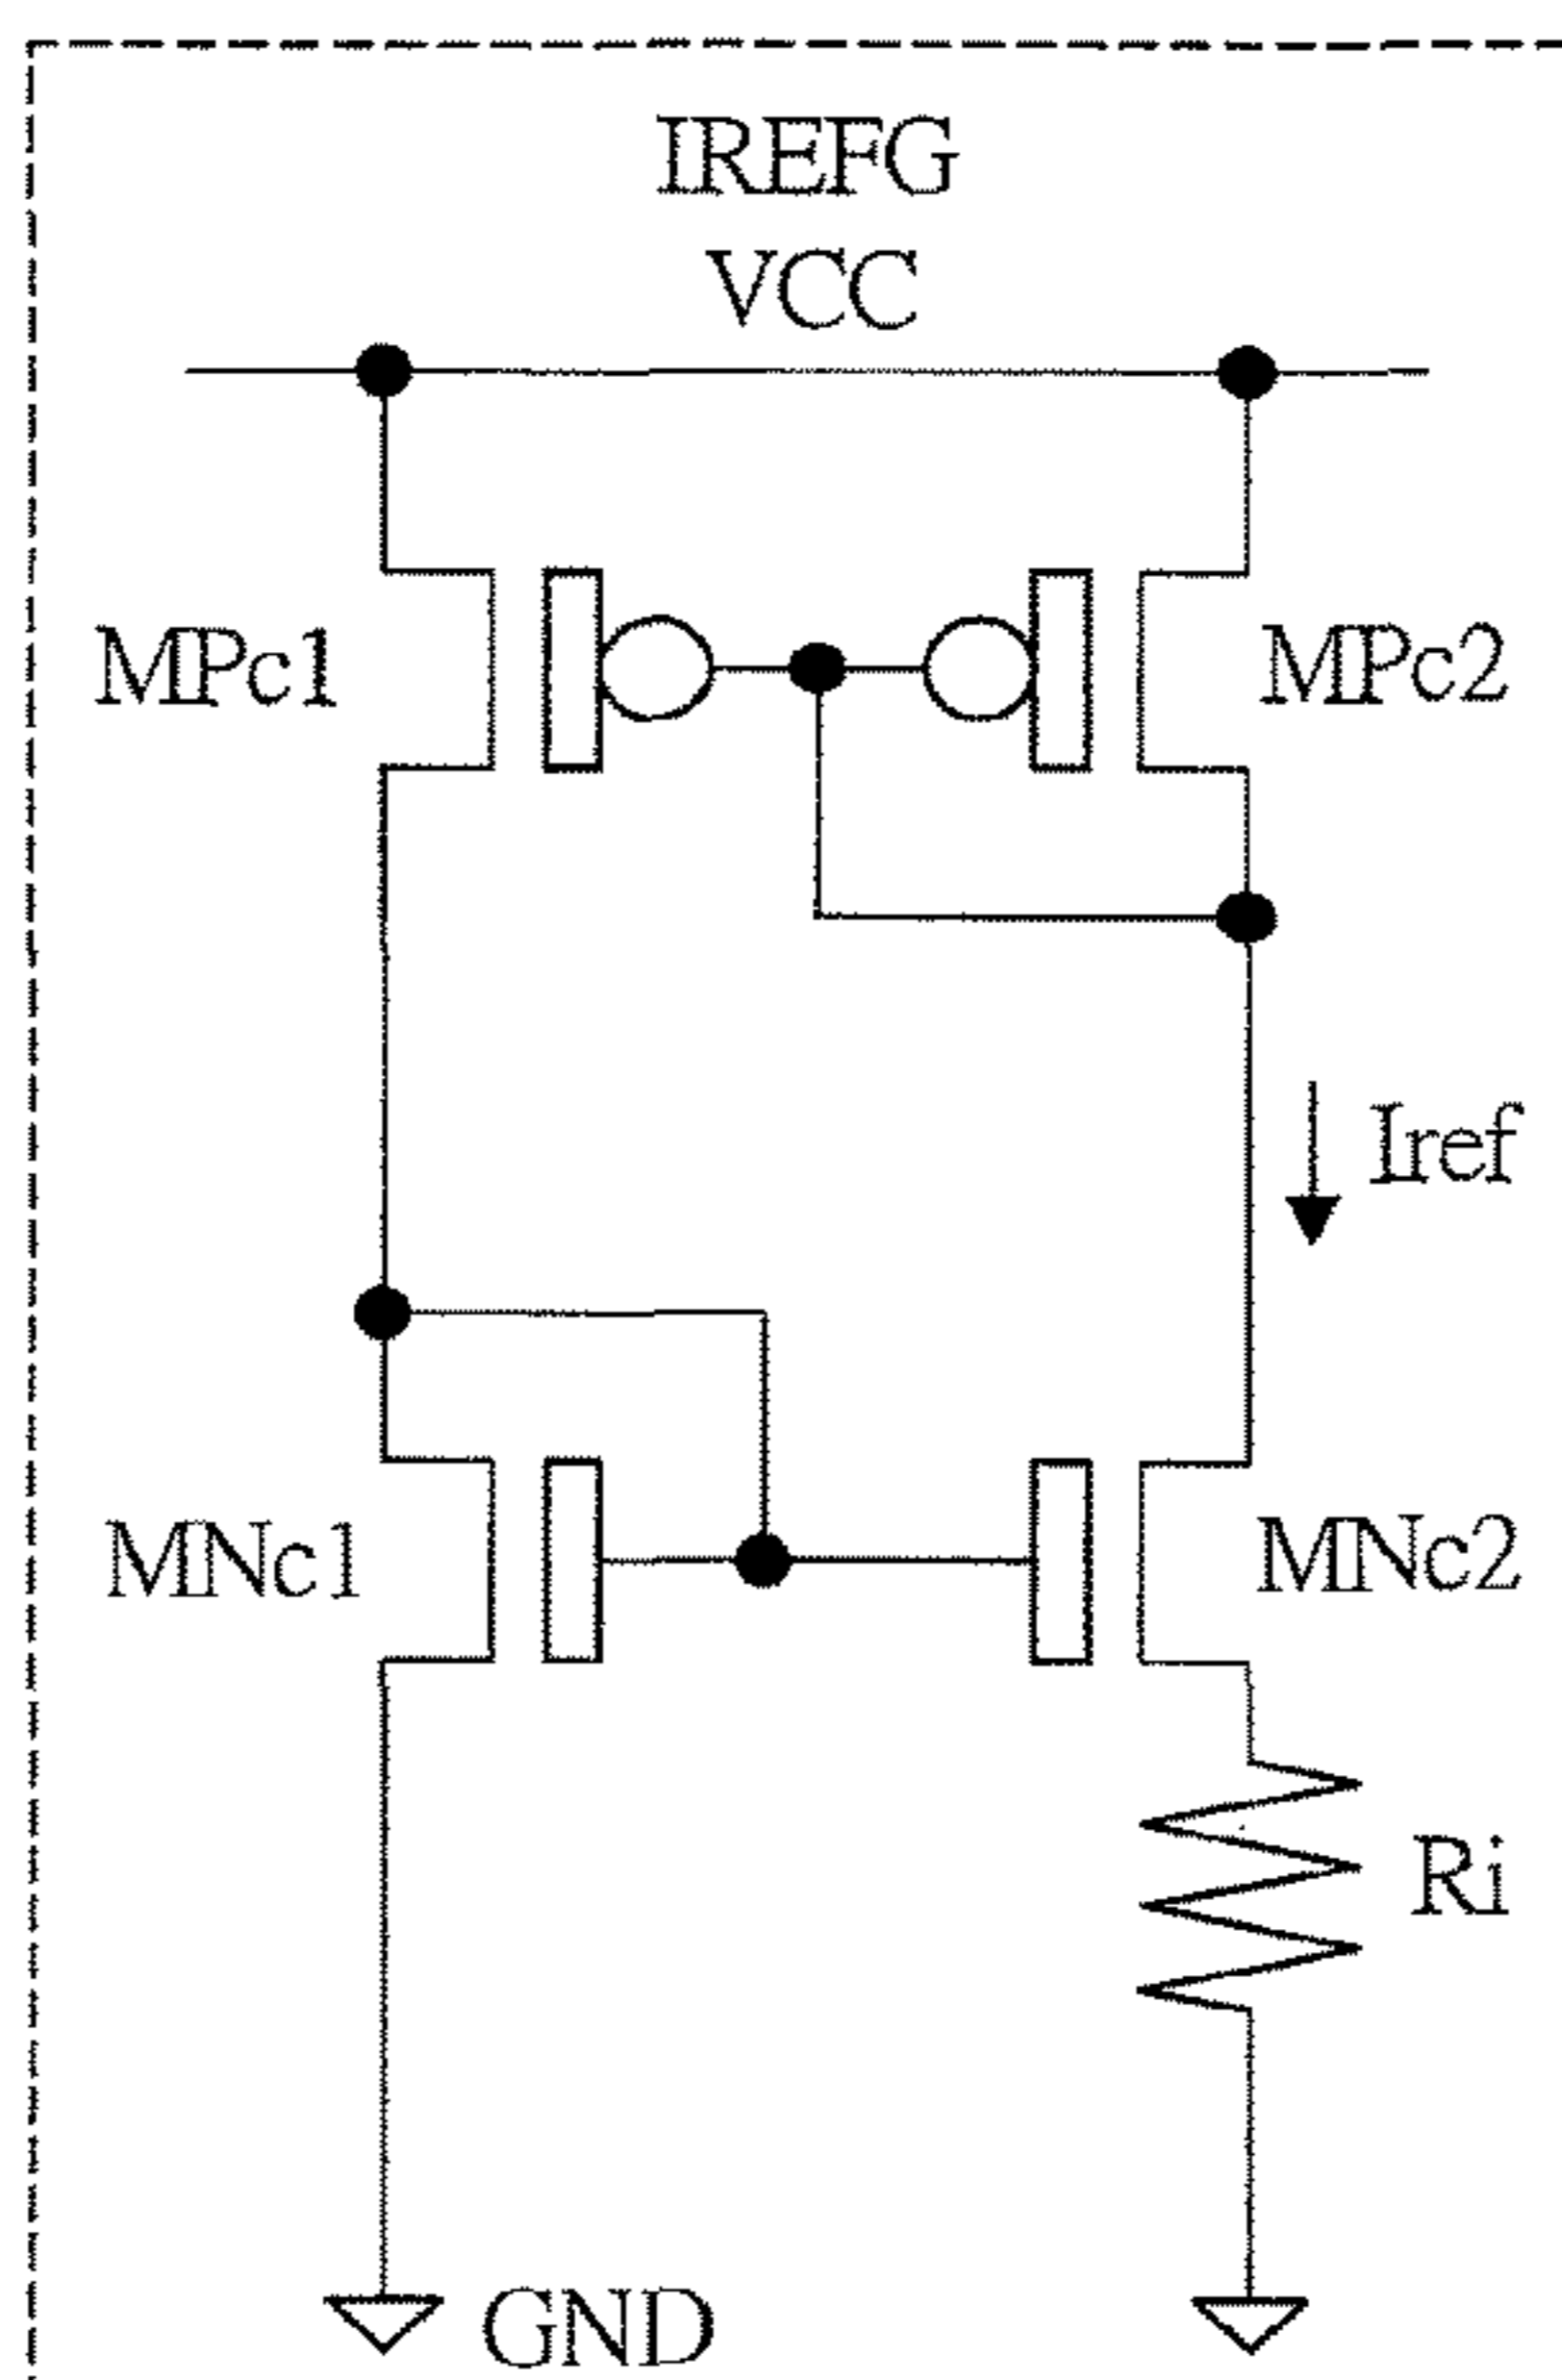 IREFG
VCC
MPc1
MPc2
Iref
MNc1
MNc2
Ri
GND